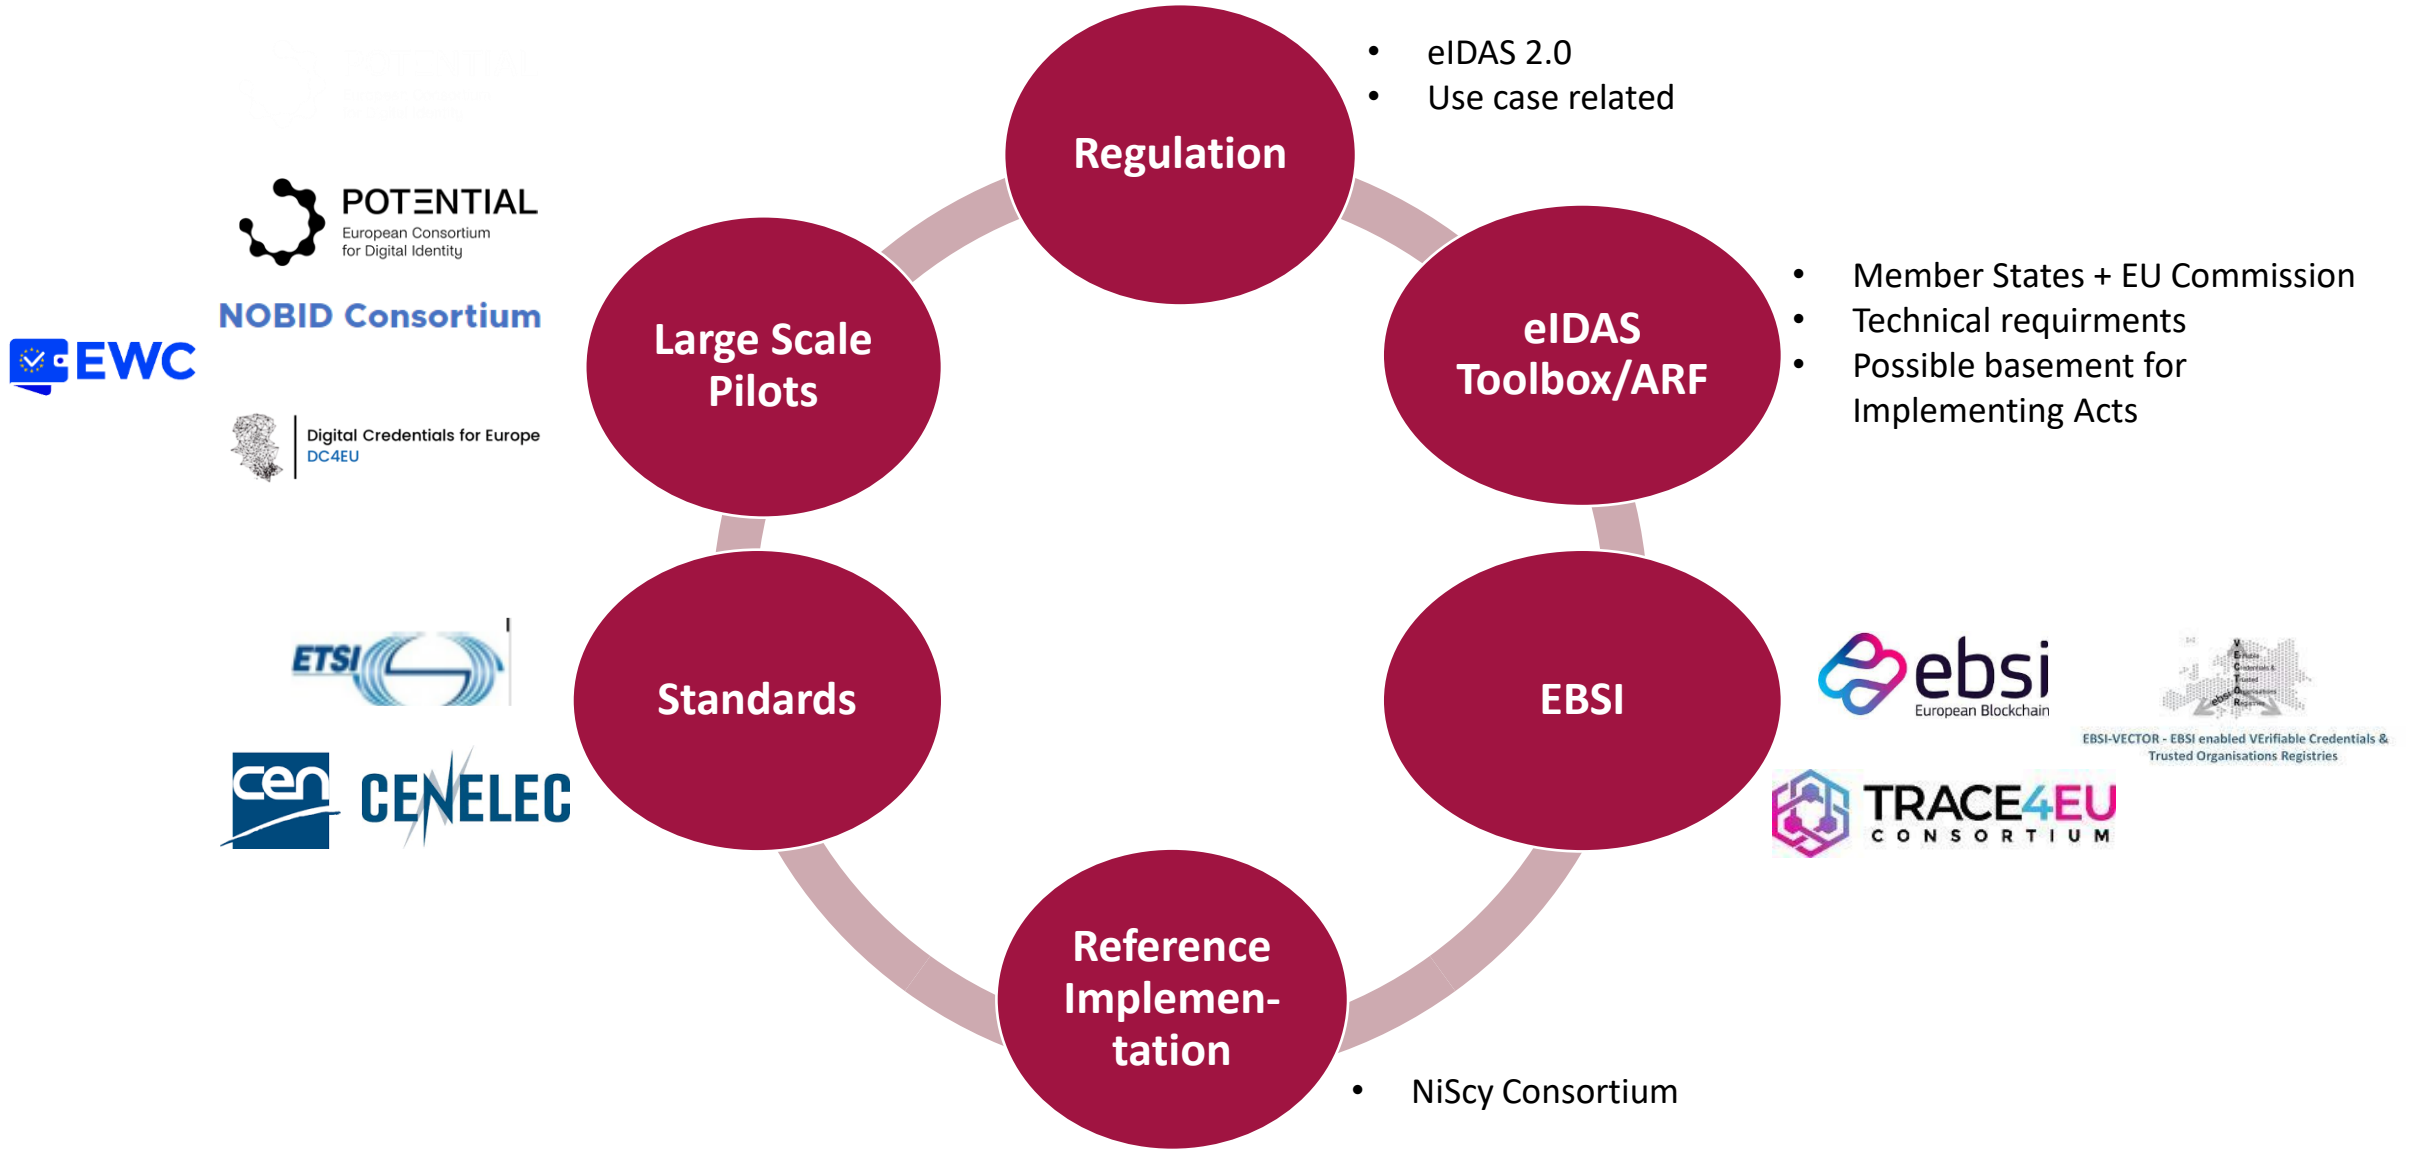 Regulation
• eIDAS 2.0
• Use case related
eIDAS
Toolbox/ARF
• Member States + EU Commission
• Technical requirments
• Possible basement for
Implementing Acts
EBSI
ebsi
European Blockchain
VECTOR
EBSI-VECTOR - EBSI enabled VErifiable Credentials &
Trusted Organisations Registries
TRACE4EU
CONSORTIUM
Reference
Implemen-
tation
• NiScy Consortium
Standards
ETSI
cen
CENELEC
Large Scale
Pilots
POTENTIAL
European Consortium
for Digital Identity
NOBID Consortium
EWC
Digital Credentials for Europe
DC4EU